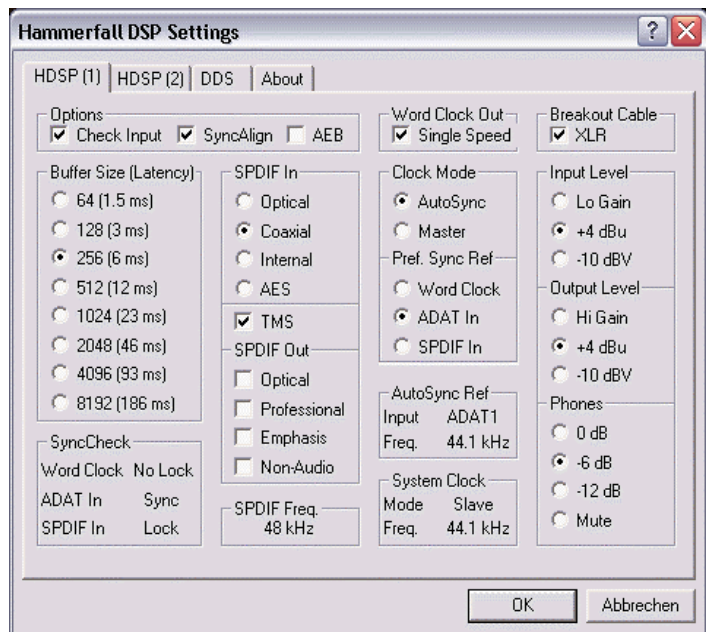 Hammerfall DSP Settings
HDSP (1) HDSP (2) DDS About
Options
Check Input SyncAlign AEB
Word Clock Out
Single Speed
Breakout Cable
XLR
Buffer Size (Latency)
64 (1.5 ms)
128 (3 ms)
256 (6 ms)
512 (12 ms)
1024 (23 ms)
2048 (46 ms)
4096 (93 ms)
8192 (186 ms)
SyncCheck
Word Clock No Lock
ADAT In Sync
SPDIF In Lock
SPDIF In
Optical
Coaxial
Internal
AES
TMS
SPDIF Out
Optical
Professional
Emphasis
Non-Audio
SPDIF Freq.
48 kHz
Clock Mode
AutoSync
Master
Pref. Sync Ref
Word Clock
ADAT In
SPDIF In
AutoSync Ref
Input ADAT1
Freq. 44.1 kHz
System Clock
Mode Slave
Freq. 44.1 kHz
Input Level
Lo Gain
+4 dBu
-10 dBV
Output Level
Hi Gain
+4 dBu
-10 dBV
Phones
0 dB
-6 dB
-12 dB
Mute
OK Abbrechen